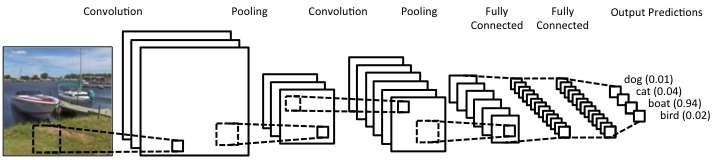 Convolution
Pooling
Convolution
Pooling
Fully
Connected
Fully
Connected
Output Predictions
dog (0.01)
cat (0.04)
boat (0.94)
bird (0.02)